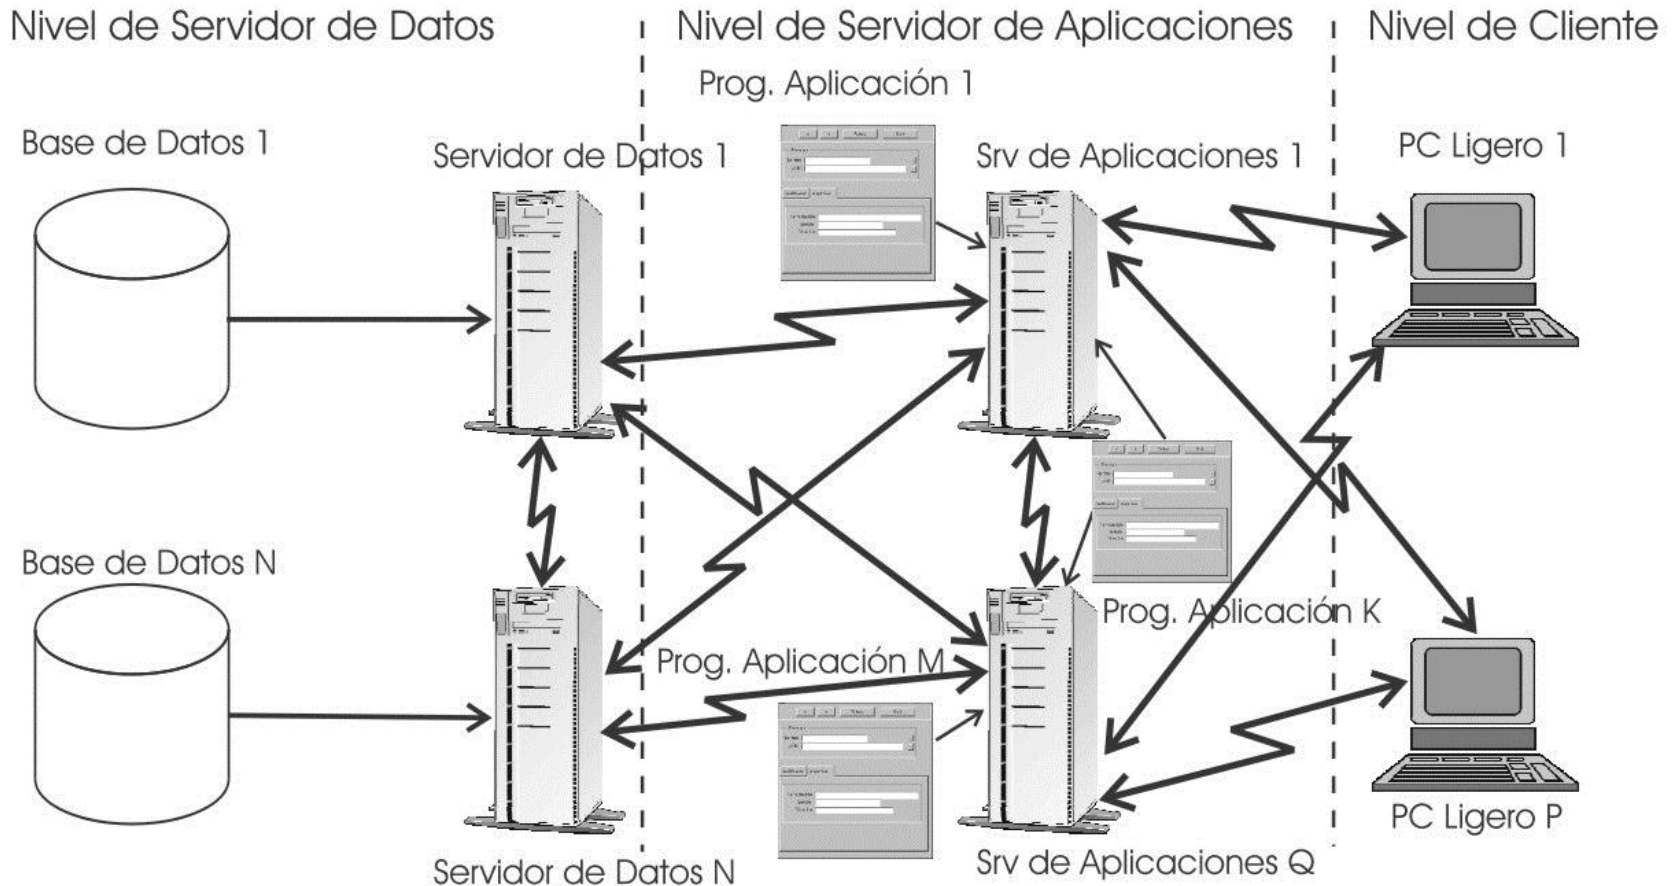 Nivel de Servidor de Datos
Nivel de Servidor de Aplicaciones
Nivel de Cliente
Prog. Aplicación 1
Base de Datos 1
Servidor de Datos 1
Srv de Aplicaciones 1
PC Ligero 1
Base de Datos N
Prog. Aplicación K
Prog. Aplicación M
PC Ligero P
Servidor de Datos N
Srv de Aplicaciones Q